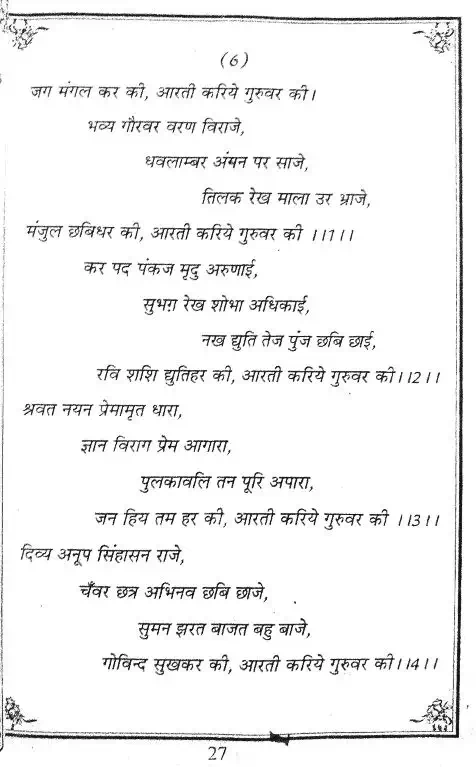 (6)
जग मंगल कर की, आरती करिये गुरुवर की।
भव्य गौरवर वरण विराजे,
धवलाम्बर अंमन पर साजे,
तिलक रेख माला उर भ्राजे,
मंजुल छबिधर की, आरती करिये गुरुवर की ।।1।।
कर पद पंकज मृदु अरुणाई,
सुभग़ रेख शोभा अधिकाई,
नख द्युति तेज पुंज छबि छाई,
रवि शशि द्युतिहर की, आरती करिये गुरुवर की।।2।।
श्रवत नयन प्रेमामृत धारा,
ज्ञान विराग प्रेम आगारा,
पुलकावलि तन पूरि अपारा,
जन हिय तम हर की, आरती करिये गुरुवर की ।।3।।
दिव्य अनूप सिंहासन राजे,
चँवर छत्र अभिनव छबि छाजे,
सुमन झरत बाजत बहु बाजे,
गोविन्द सुखकर की, आरती करिये गुरुवर की।।4।।
27